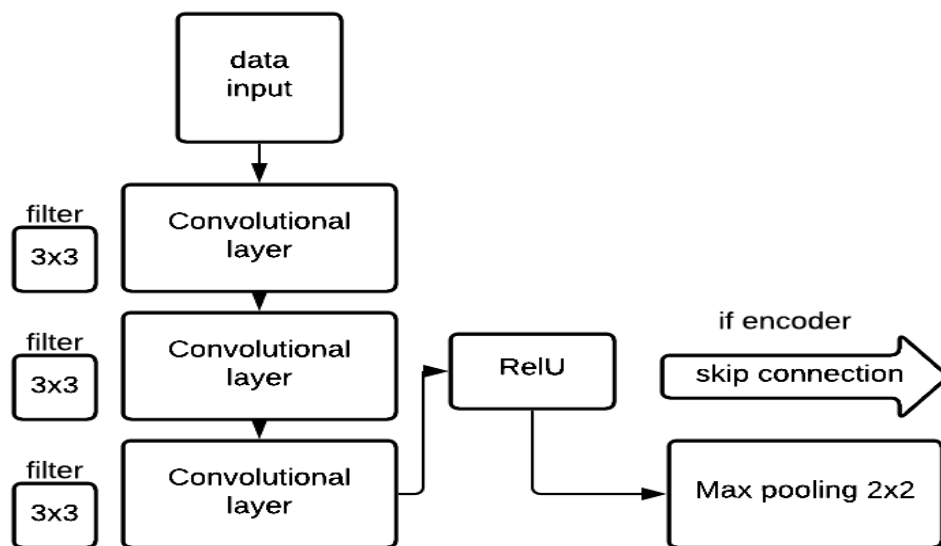 data
input
filter
3x3
Convolutional
layer
filter
3x3
Convolutional
layer
filter
3x3
Convolutional
layer
RelU
if encoder
skip connection
Max pooling 2x2